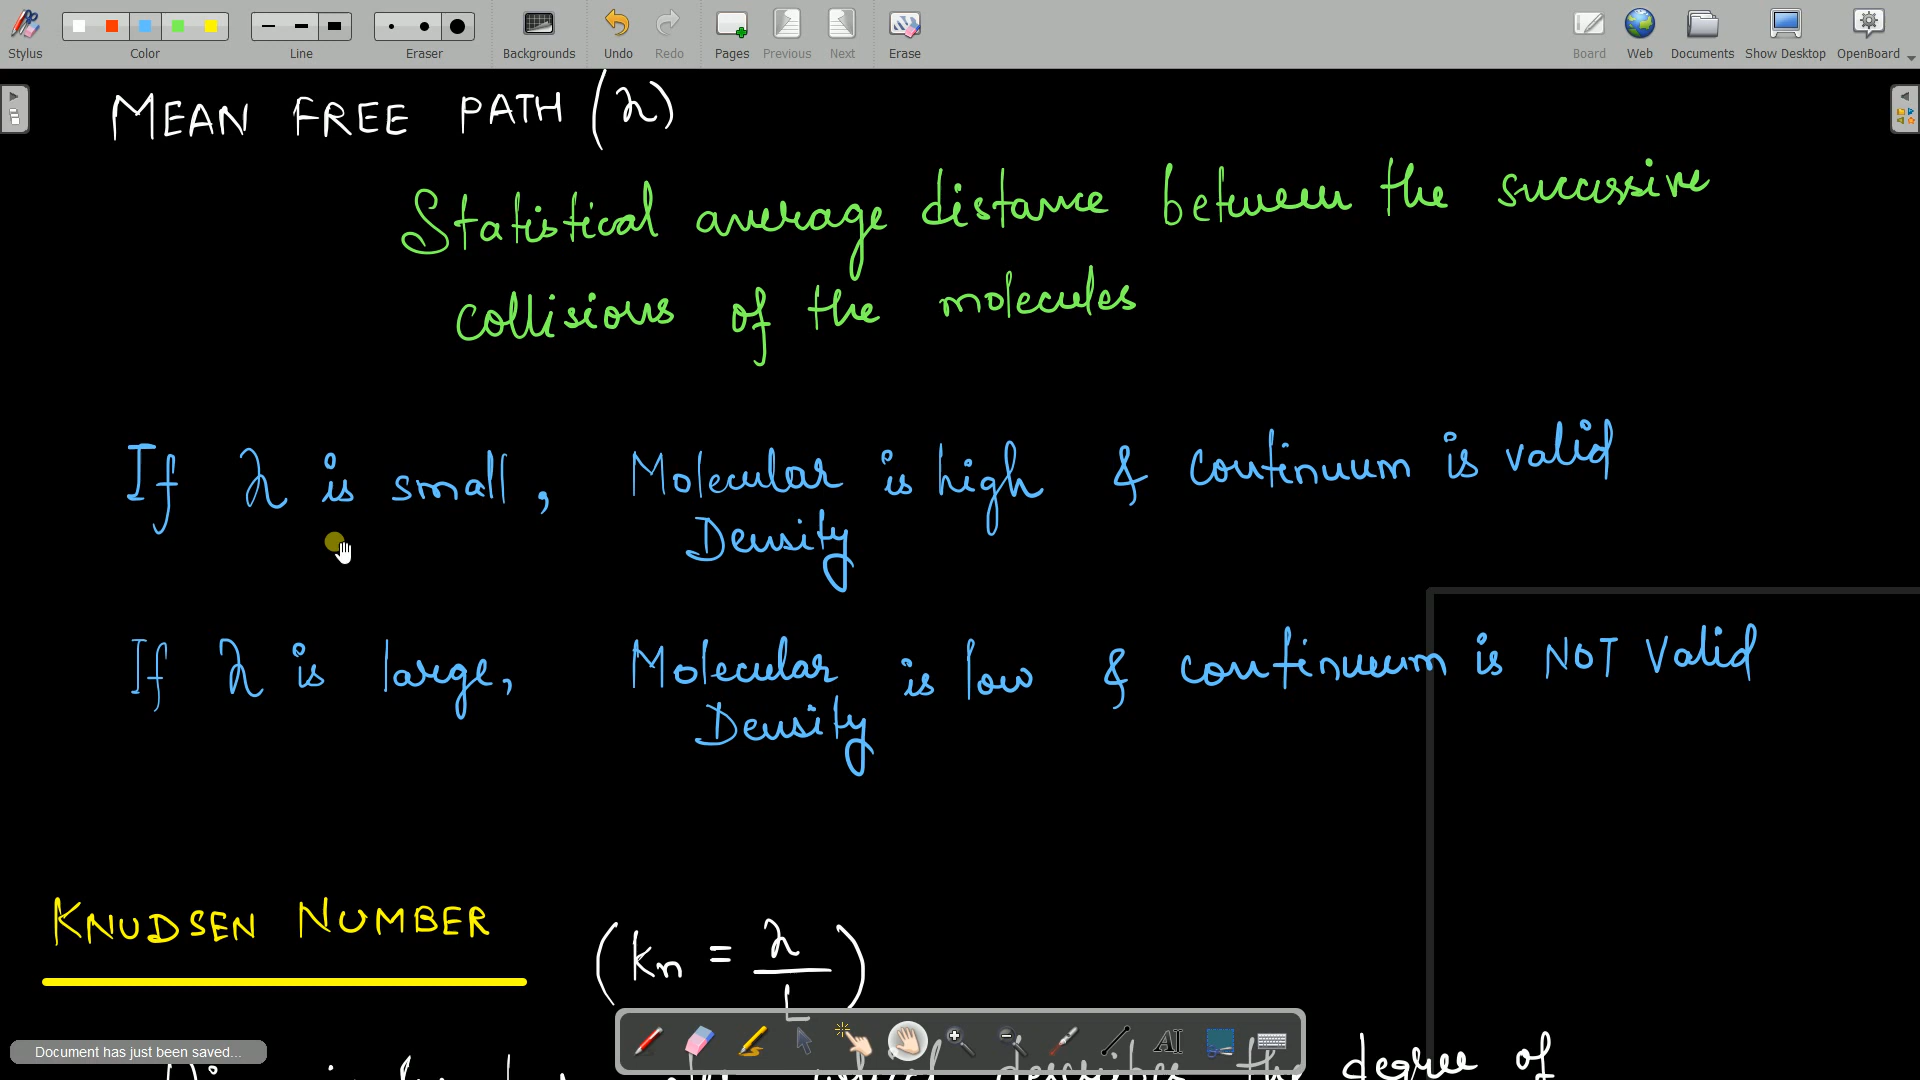 Stylus Color Line Eraser Backgrounds Undo Redo Pages Previous Next Erase Board Web Documents Show Desktop OpenBoard
MEAN FREE PATH (λ)
Statistical average distance between the successive
collisions of the molecules
If λ is small, Molecular is high & continuum is valid
Density
If λ is large, Molecular is low & continuum is NOT Valid
Density
KNUDSEN NUMBER (kn = λ/L)
Document has just been saved...
which describes the degree of